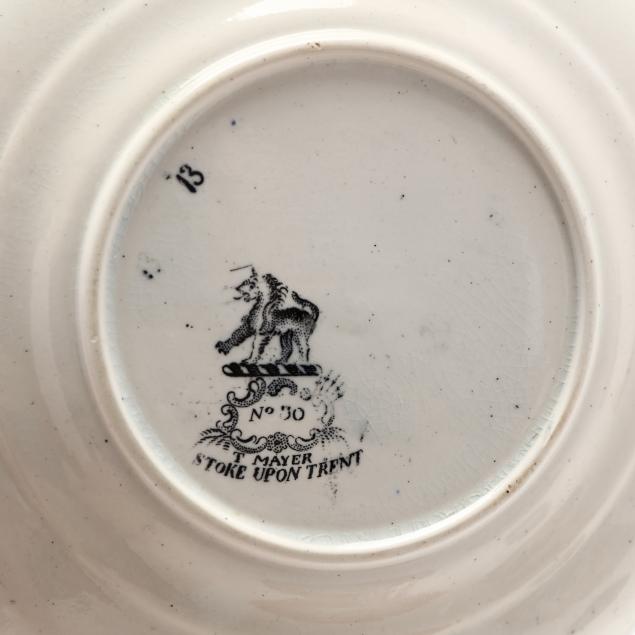 13
Nº 30
T MAYER
STOKE UPON TRENT